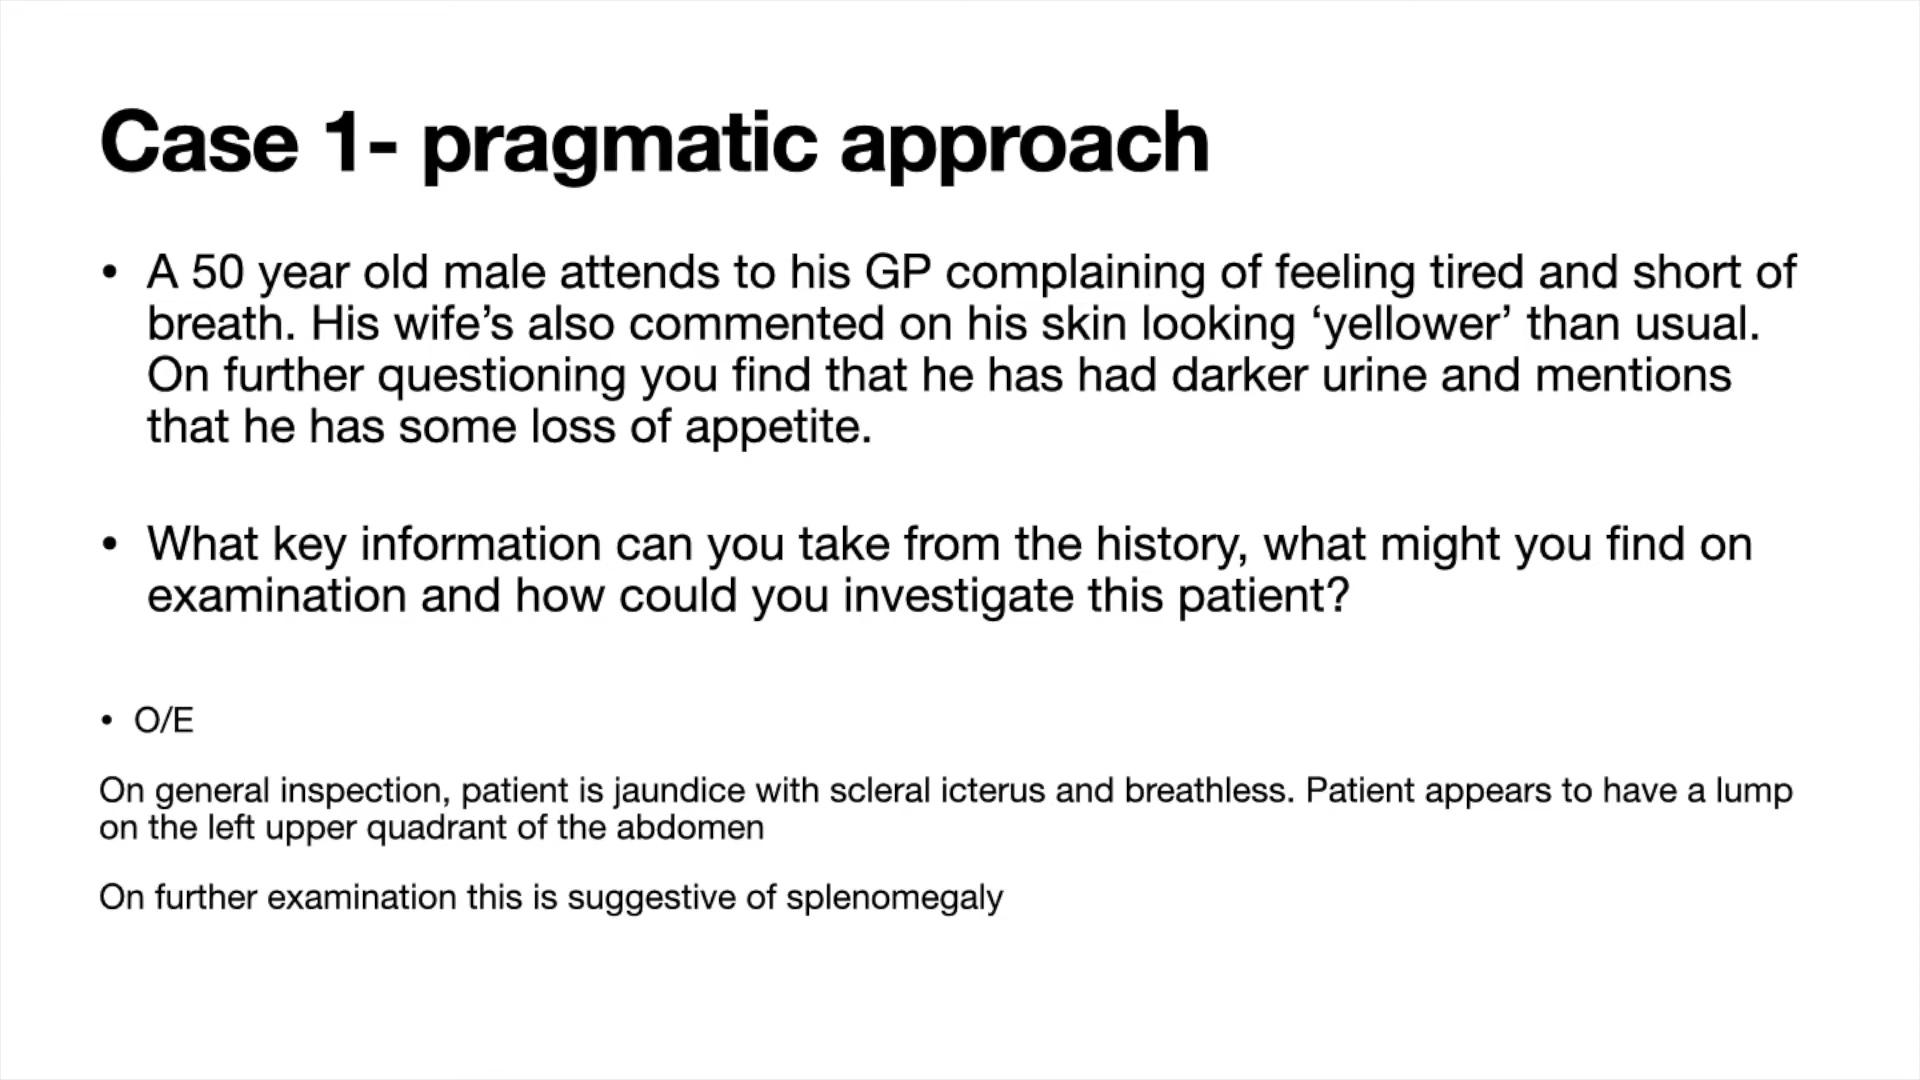 Case 1- pragmatic approach
• A 50 year old male attends to his GP complaining of feeling tired and short of
breath. His wife’s also commented on his skin looking ‘yellower’ than usual.
On further questioning you find that he has had darker urine and mentions
that he has some loss of appetite.
• What key information can you take from the history, what might you find on
examination and how could you investigate this patient?
• O/E
On general inspection, patient is jaundice with scleral icterus and breathless. Patient appears to have a lump
on the left upper quadrant of the abdomen
On further examination this is suggestive of splenomegaly